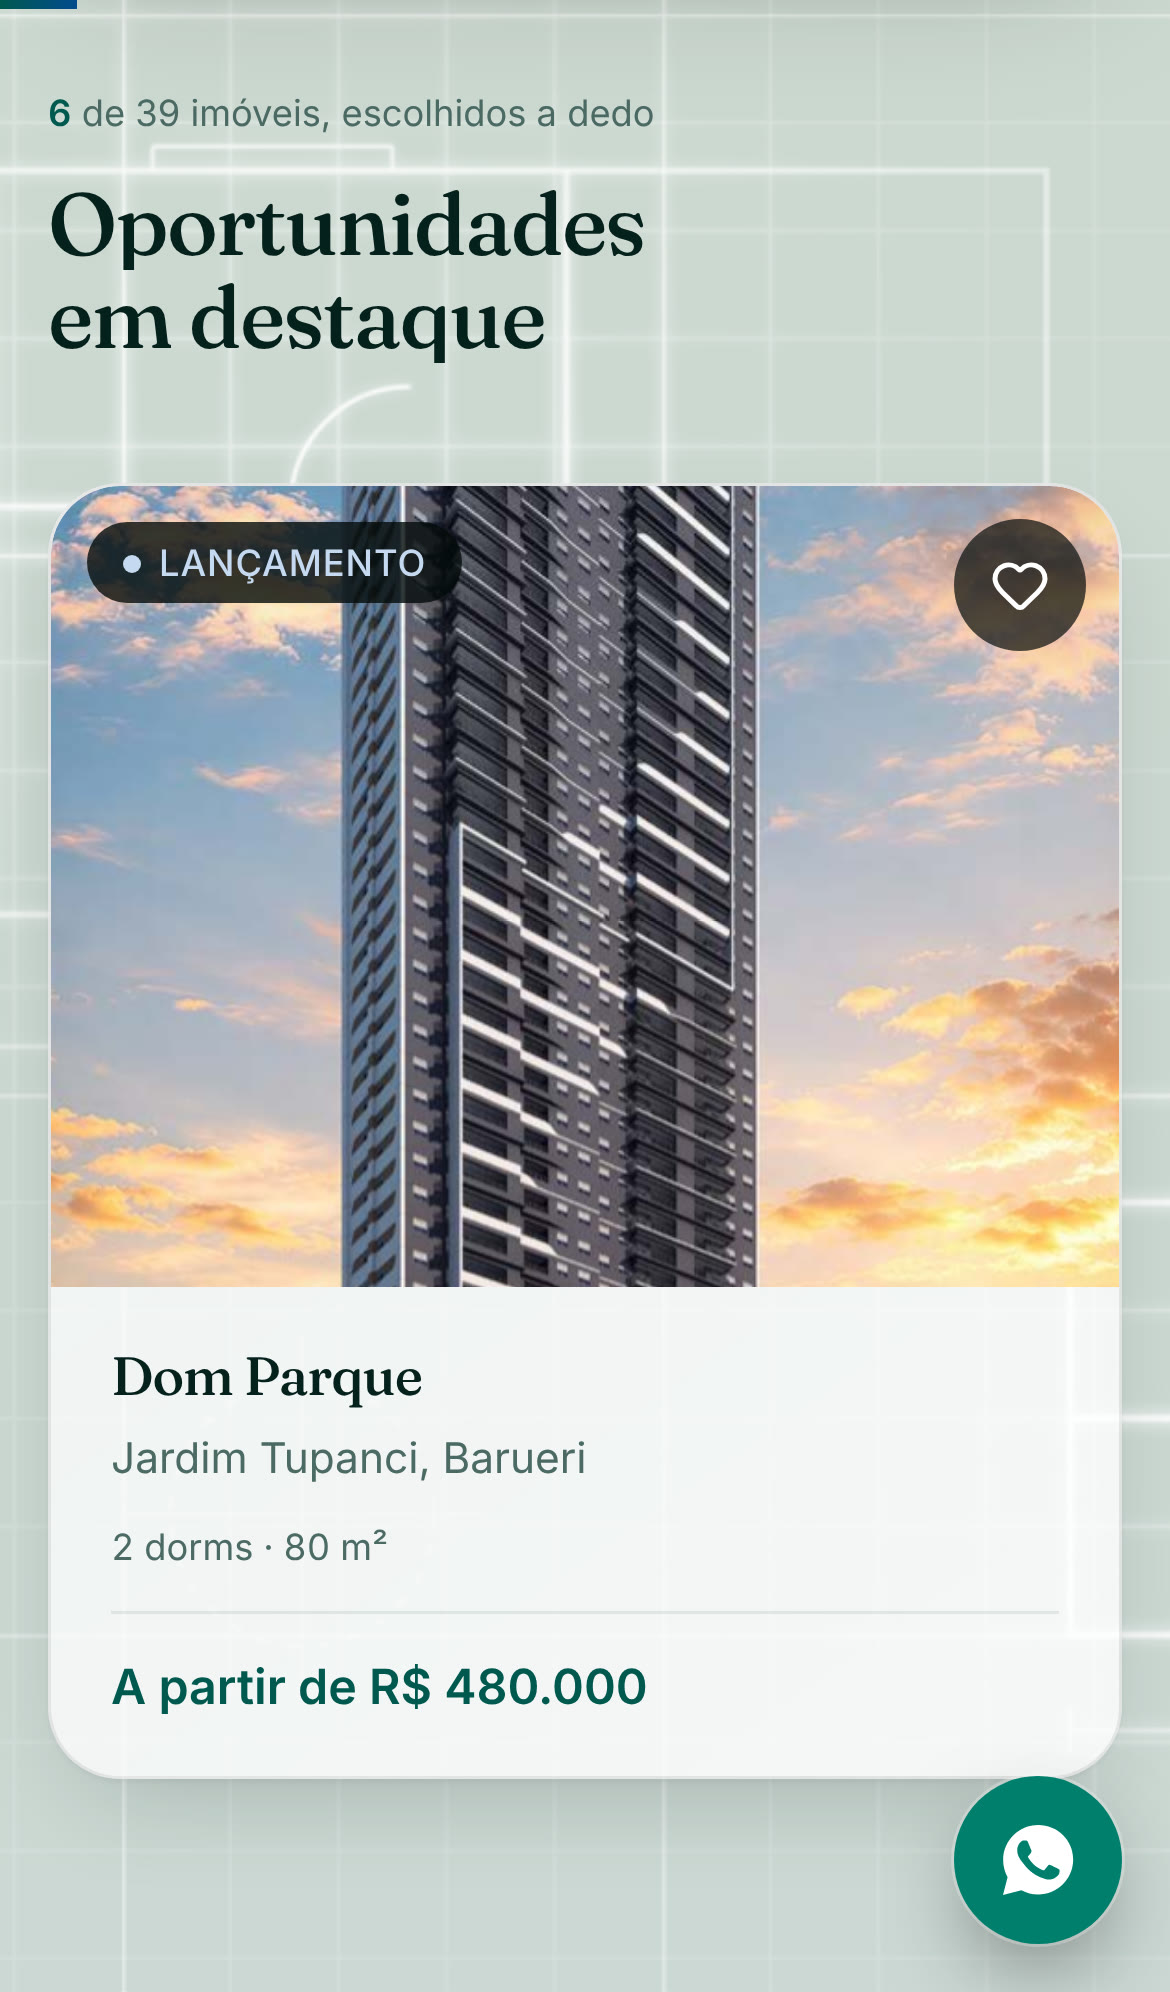 6 de 39 imóveis, escolhidos a dedo
Oportunidades
em destaque
LANÇAMENTO
Dom Parque
Jardim Tupanci, Barueri
2 dorms · 80 m²
A partir de R$ 480.000